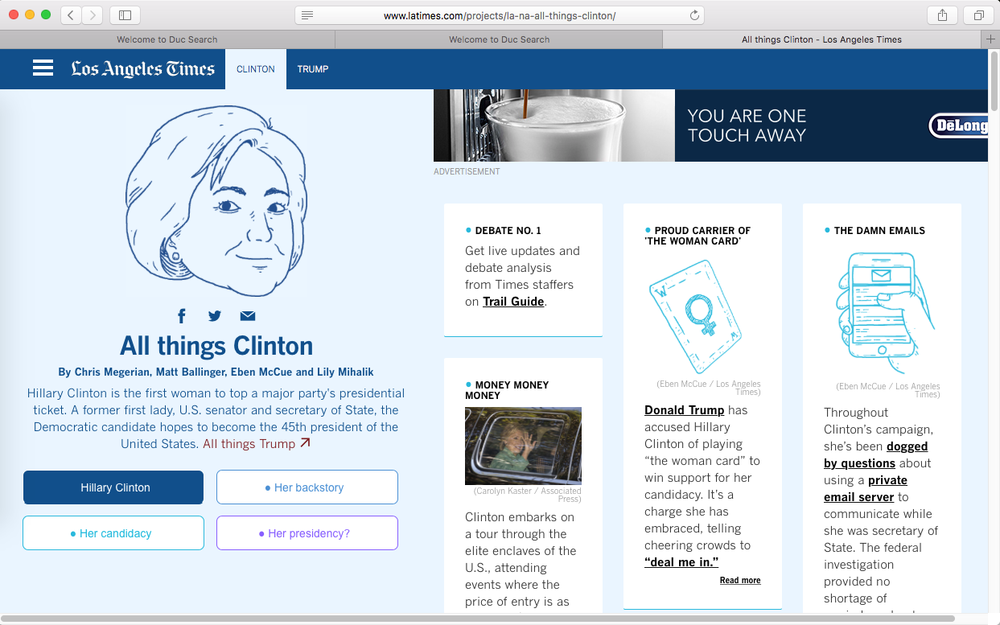 www.latimes.com/projects/la-na-all-things-clinton/
Welcome to Duc Search
Welcome to Duc Search
All things Clinton - Los Angeles Times
Los Angeles Times
CLINTON
TRUMP
YOU ARE ONE
TOUCH AWAY
DēLong
ADVERTISEMENT
All things Clinton
By Chris Megerian, Matt Ballinger, Eben McCue and Lily Mihalik
Hillary Clinton is the first woman to top a major party's presidential
ticket. A former first lady, U.S. senator and secretary of State, the
Democratic candidate hopes to become the 45th president of the
United States. All things Trump
Hillary Clinton
• Her backstory
• Her candidacy
• Her presidency?
• DEBATE NO. 1
Get live updates and
debate analysis
from Times staffers
on Trail Guide.
• MONEY MONEY
MONEY
(Carolyn Kaster / Associated
Press)
Clinton embarks on
a tour through the
elite enclaves of the
U.S., attending
events where the
price of entry is as
• PROUD CARRIER OF
'THE WOMAN CARD'
W
W
(Eben McCue / Los Angeles
Times)
Donald Trump has
accused Hillary
Clinton of playing
“the woman card” to
win support for her
candidacy. It’s a
charge she has
embraced, telling
cheering crowds to
“deal me in.”
Read more
• THE DAMN EMAILS
(Eben McCue / Los Angeles
Times)
Throughout
Clinton’s campaign,
she’s been dogged
by questions about
using a private
email server to
communicate while
she was secretary of
State. The federal
investigation
provided no
shortage of